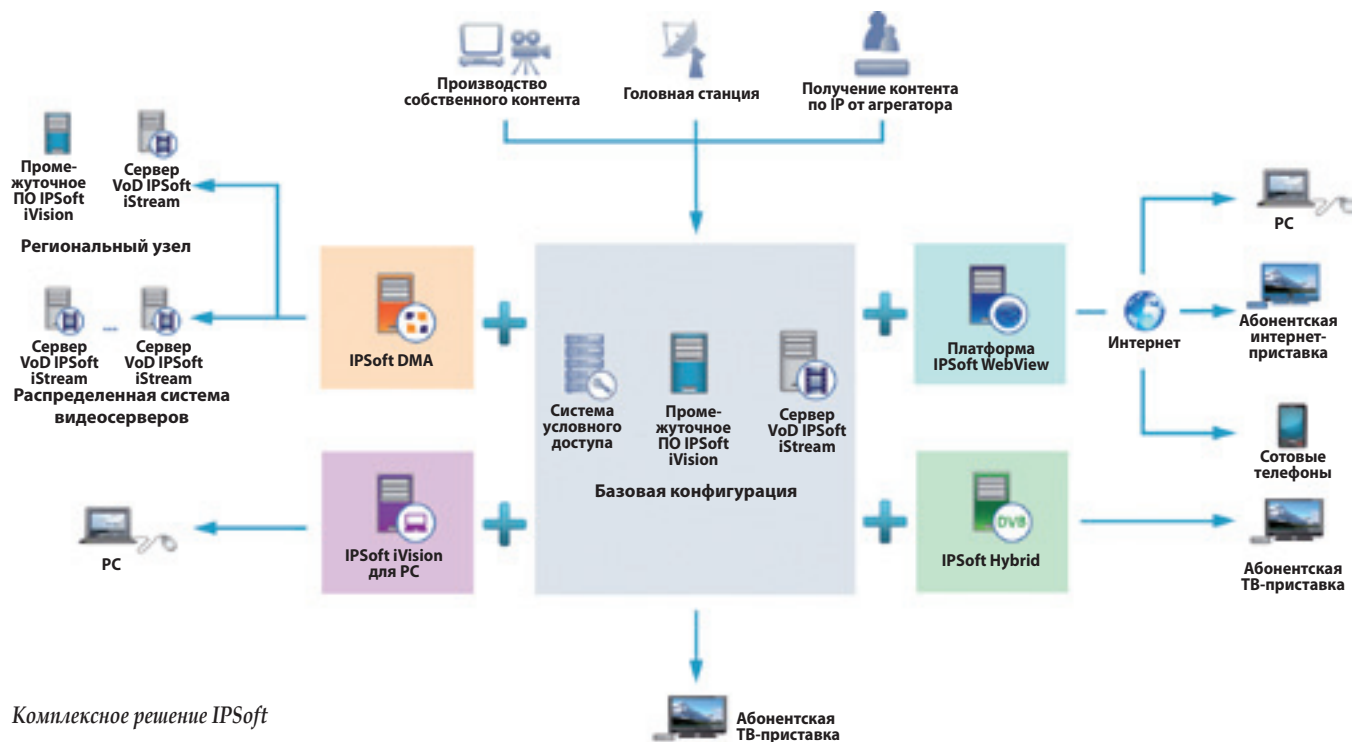 Производство
собственного контента
Головная станция
Получение контента
по IP от агрегатора
Проме-
жуточное
ПО IPSoft
iVision
Сервер
VoD IPSoft
iStream
Региональный узел
Сервер
VoD IPSoft
iStream
...
Сервер
VoD IPSoft
iStream
Распределенная система
видеосерверов
IPSoft DMA
Система
условного
доступа
Проме-
жуточное
ПО IPSoft
iVision
Сервер
VoD IPSoft
iStream
Базовая конфигурация
Платформа
IPSoft WebView
Интернет
PC
Абонентская
интернет-
приставка
Сотовые
телефоны
PC
IPSoft iVision
для PC
DVB
IPSoft Hybrid
Абонентская
ТВ-приставка
Абонентская
ТВ-приставка
Комплексное решение IPSoft